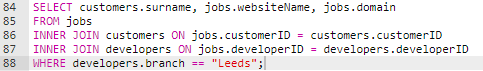 84 SELECT customers.surname, jobs.websiteName, jobs.domain
85 FROM jobs
86 INNER JOIN customers ON jobs.customerID = customers.customerID
87 INNER JOIN developers ON jobs.developerID = developers.developerID
88 WHERE developers.branch == "Leeds";